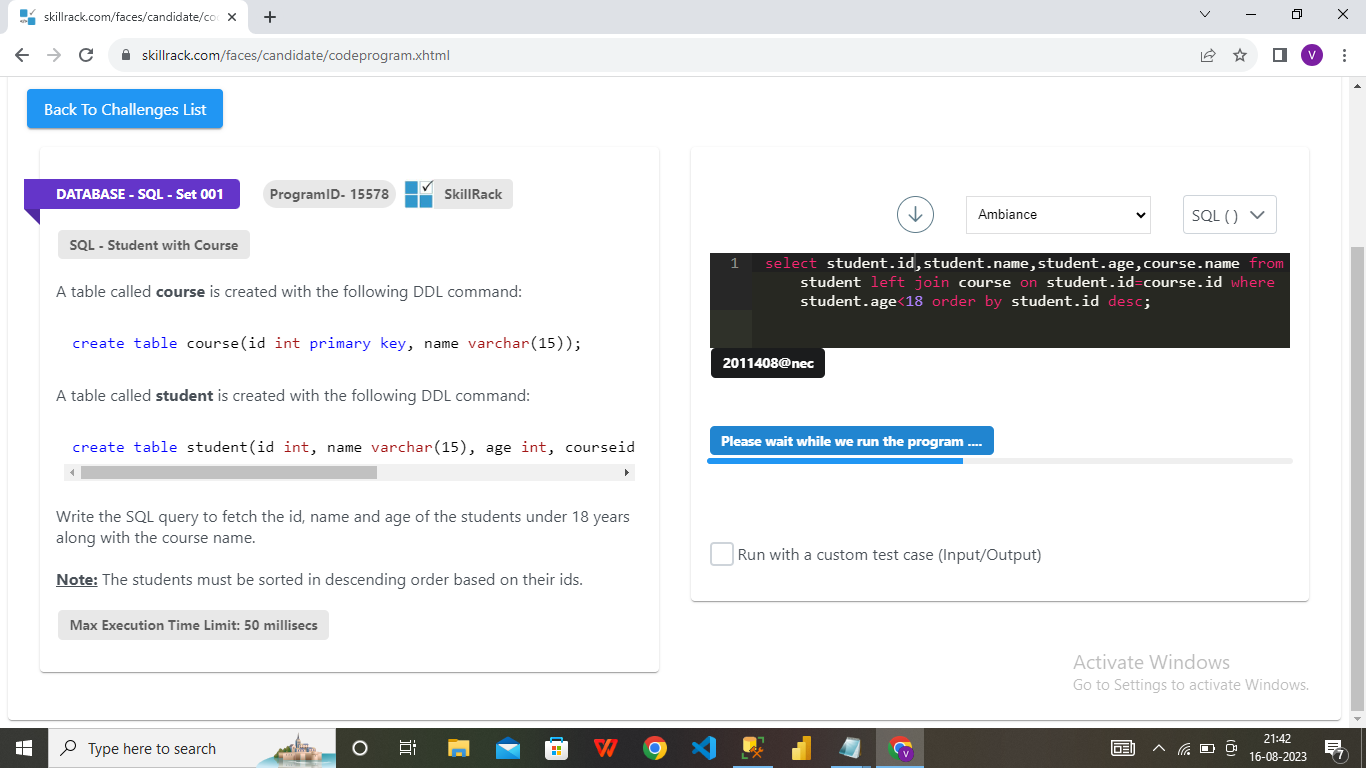 skillrack.com/faces/candidate/co
skillrack.com/faces/candidate/codeprogram.xhtml
V
Back To Challenges List
DATABASE - SQL - Set 001
ProgramID- 15578
SkillRack
SQL - Student with Course
A table called course is created with the following DDL command:
create table course(id int primary key, name varchar(15));
A table called student is created with the following DDL command:
create table student(id int, name varchar(15), age int, courseid
Write the SQL query to fetch the id, name and age of the students under 18 years
along with the course name.
Note: The students must be sorted in descending order based on their ids.
Max Execution Time Limit: 50 millisecs
Ambiance
SQL ( )
1 select student.id,student.name,student.age,course.name from
student left join course on student.id=course.id where
student.age<18 order by student.id desc;
2011408@nec
Please wait while we run the program ....
Run with a custom test case (Input/Output)
Activate Windows
Go to Settings to activate Windows.
Type here to search
V
21:42
16-08-2023
7